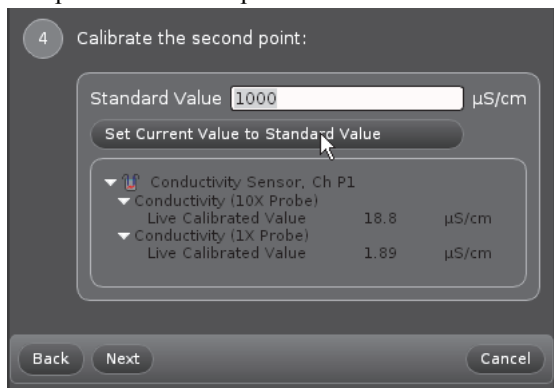 4 Calibrate the second point:
Standard Value 1000 µS/cm
Set Current Value to Standard Value
Conductivity Sensor, Ch P1
Conductivity (10X Probe)
Live Calibrated Value 18.8 µS/cm
Conductivity (1X Probe)
Live Calibrated Value 1.89 µS/cm
Back Next Cancel